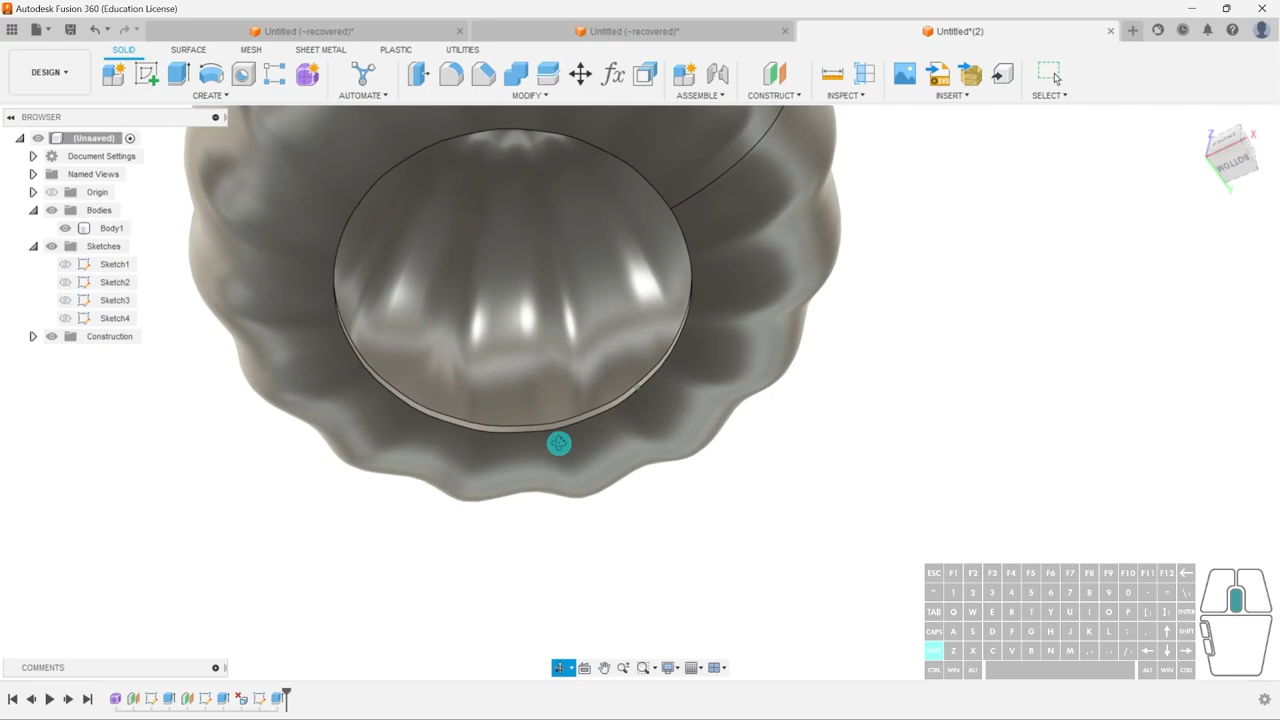 Autodesk Fusion 360 (Education License)
Untitled (~recovered)*
Untitled (~recovered)*
Untitled*(2)
DESIGN
SOLID SURFACE MESH SHEET METAL PLASTIC UTILITIES
CREATE AUTOMATE MODIFY ASSEMBLE CONSTRUCT INSPECT INSERT SELECT
BROWSER
(Unsaved)
Document Settings
Named Views
Origin
Bodies
Body1
Sketches
Sketch1
Sketch2
Sketch3
Sketch4
Construction
Z X
BOTTOM
Y
ESC F1 F2 F3 F4 F5 F6 F7 F8 F9 F10 F11 F12
~ 1 2 3 4 5 6 7 8 9 0 - = \
TAB Q W E R T Y U I O P [ ] ENTER
CAPS A S D F G H J K L : SHIFT
Z X C V B N M
CTRL WIN ALT ALT WIN CTRL
COMMENTS